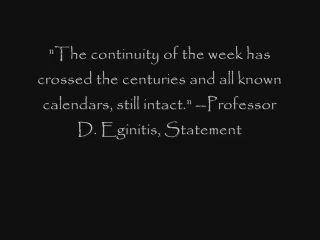 "The continuity of the week has
crossed the centuries and all known
calendars, still intact." --Professor
D. Eginitis, Statement